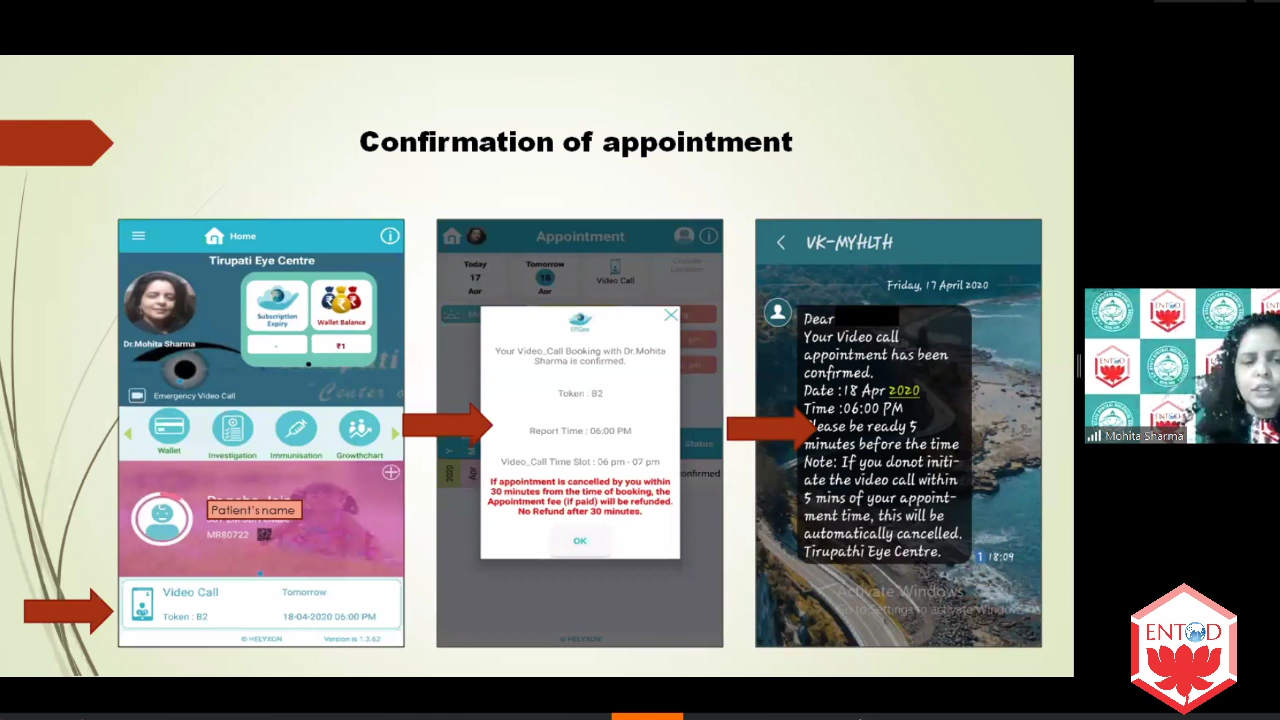 Confirmation of appointment
Home
Tirupati Eye Centre
Subscription
Expiry
Wallet Balance
-
₹1
Dr.Mohita Sharma
Emergency Video Call
Wallet
Investigation
Immunisation
Growthchart
Patient's name
MR80722
Video Call
Tomorrow
Token : B2
18-04-2020 06:00 PM
© HELYXON
Version is 1.3.62
Appointment
Today
17
Apr
Tomorrow
18
Apr
Video Call
Choose
Location
Your Video_Call Booking with Dr.Mohita
Sharma is confirmed.
Token : B2
Report Time : 06:00 PM
Video_Call Time Slot : 06 pm - 07 pm
If appointment is cancelled by you within
30 minutes from the time of booking, the
Appointment fee (if paid) will be refunded.
No Refund after 30 minutes.
OK
Status
2020
onfirmed
© HELYXON
VK-MYHLTH
Friday, 17 April 2020
Dear
Your Video call
appointment has been
confirmed.
Date :18 Apr 2020
Time :06:00 PM
Please be ready 5
minutes before the time
Note: If you donot initi-
ate the video call within
5 mins of your appoint-
ment time, this will be
automatically cancelled.
Tirupathi Eye Centre.
1 18:09
Activate Windows
to Settings to activate Windows
ENTOD
ENTOD
ENTOD
Mohita Sharma
ENTOD